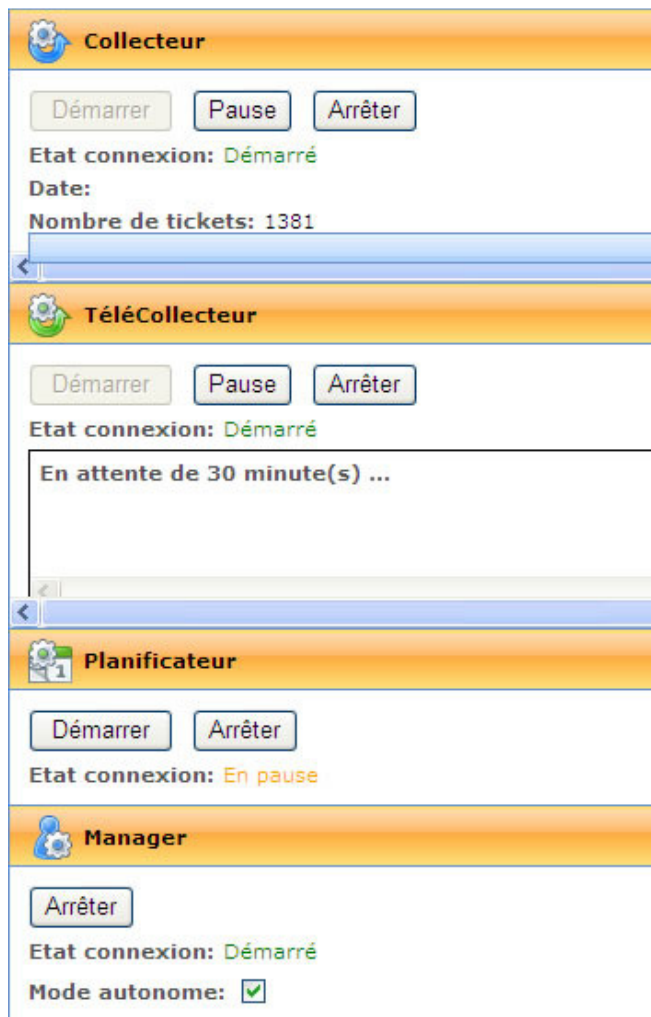 Collecteur
Démarrer Pause Arrêter
Etat connexion: Démarré
Date:
Nombre de tickets: 1381
TéléCollecteur
Démarrer Pause Arrêter
Etat connexion: Démarré
En attente de 30 minute(s) ...
1
Planificateur
Démarrer Arrêter
Etat connexion: En pause
Manager
Arrêter
Etat connexion: Démarré
Mode autonome: